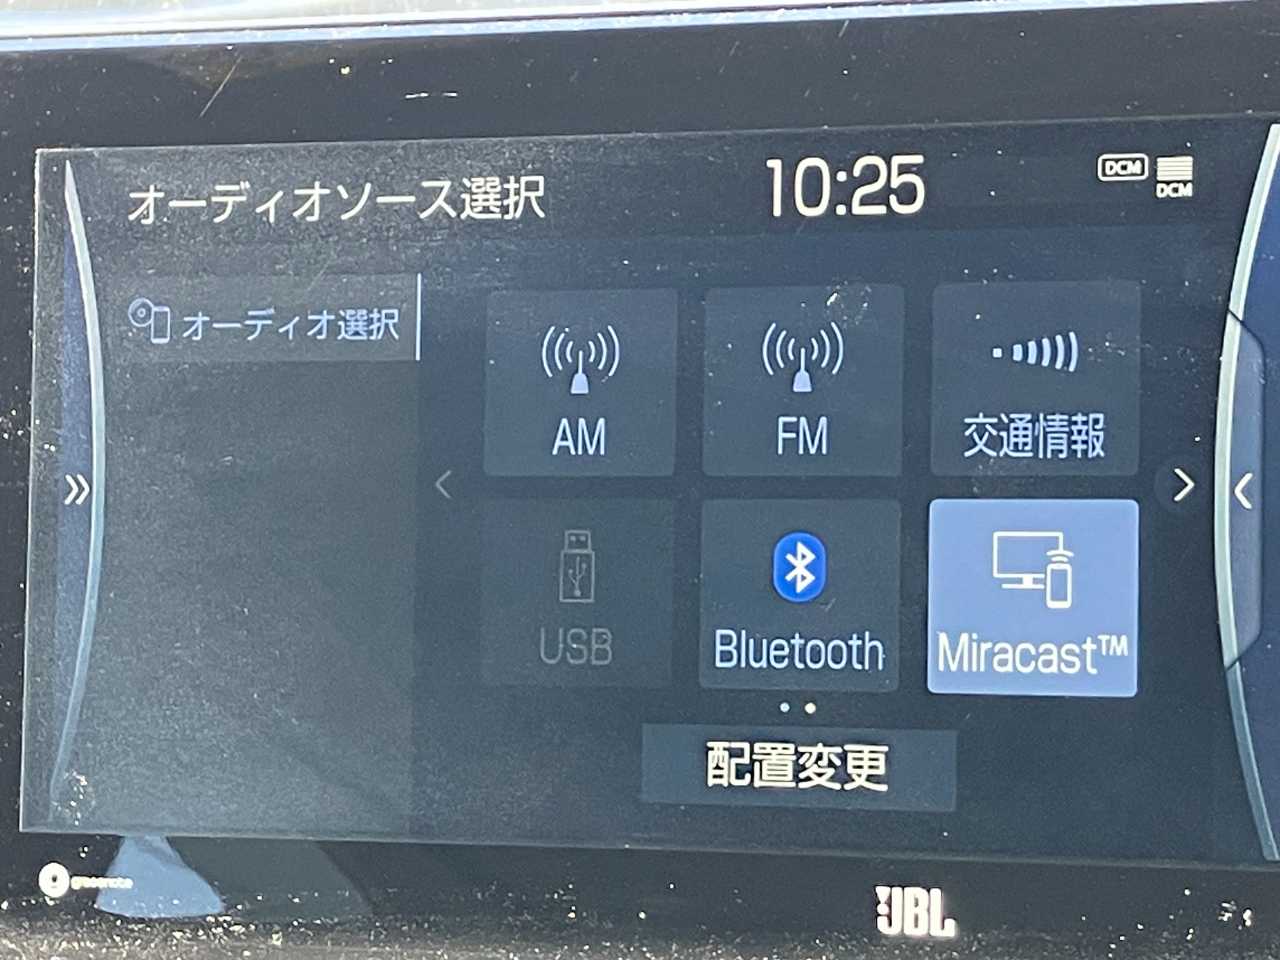 オーディオソース選択
10:25
DCM
DCM
オーディオ選択
AM
FM
交通情報
USB
Bluetooth
Miracast™
配置変更
gracenote
JBL